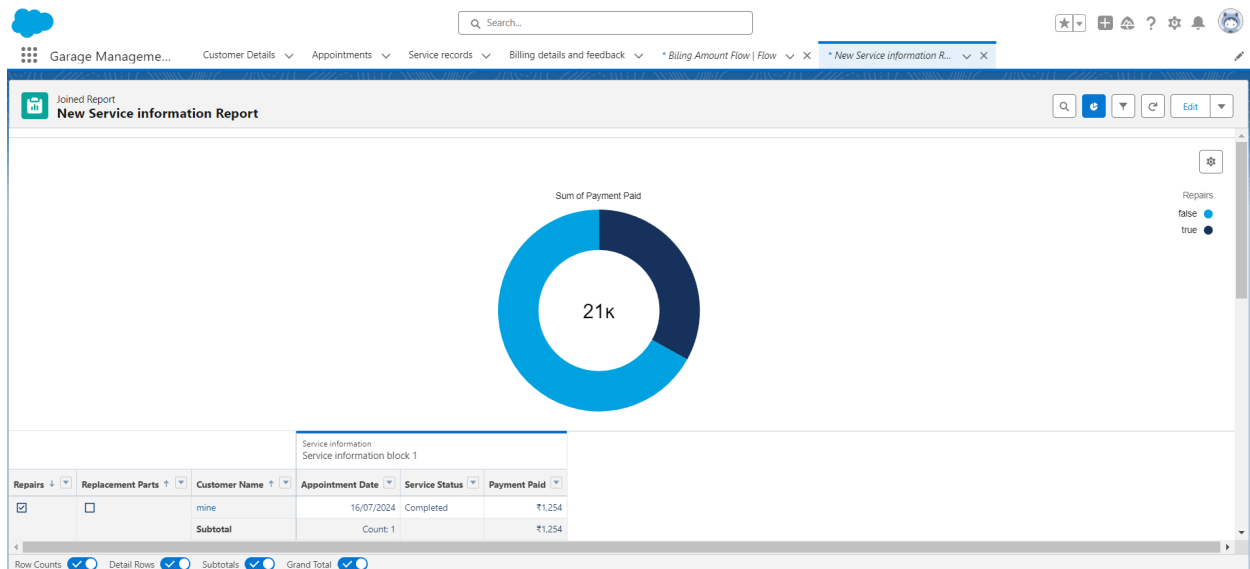 Search...
Garage Manageme... Customer Details Appointments Service records Billing details and feedback * Biling Amount Flow | Flow * New Service information R...
Joined Report
New Service information Report
Edit
Sum of Payment Paid
Repairs
false
true
21K
Service information
Service information block 1
Repairs Replacement Parts Customer Name Appointment Date Service Status Payment Paid
mine 16/07/2024 Completed ₹1,254
Subtotal Count: 1 ₹1,254
Row Counts Detail Rows Subtotals Grand Total